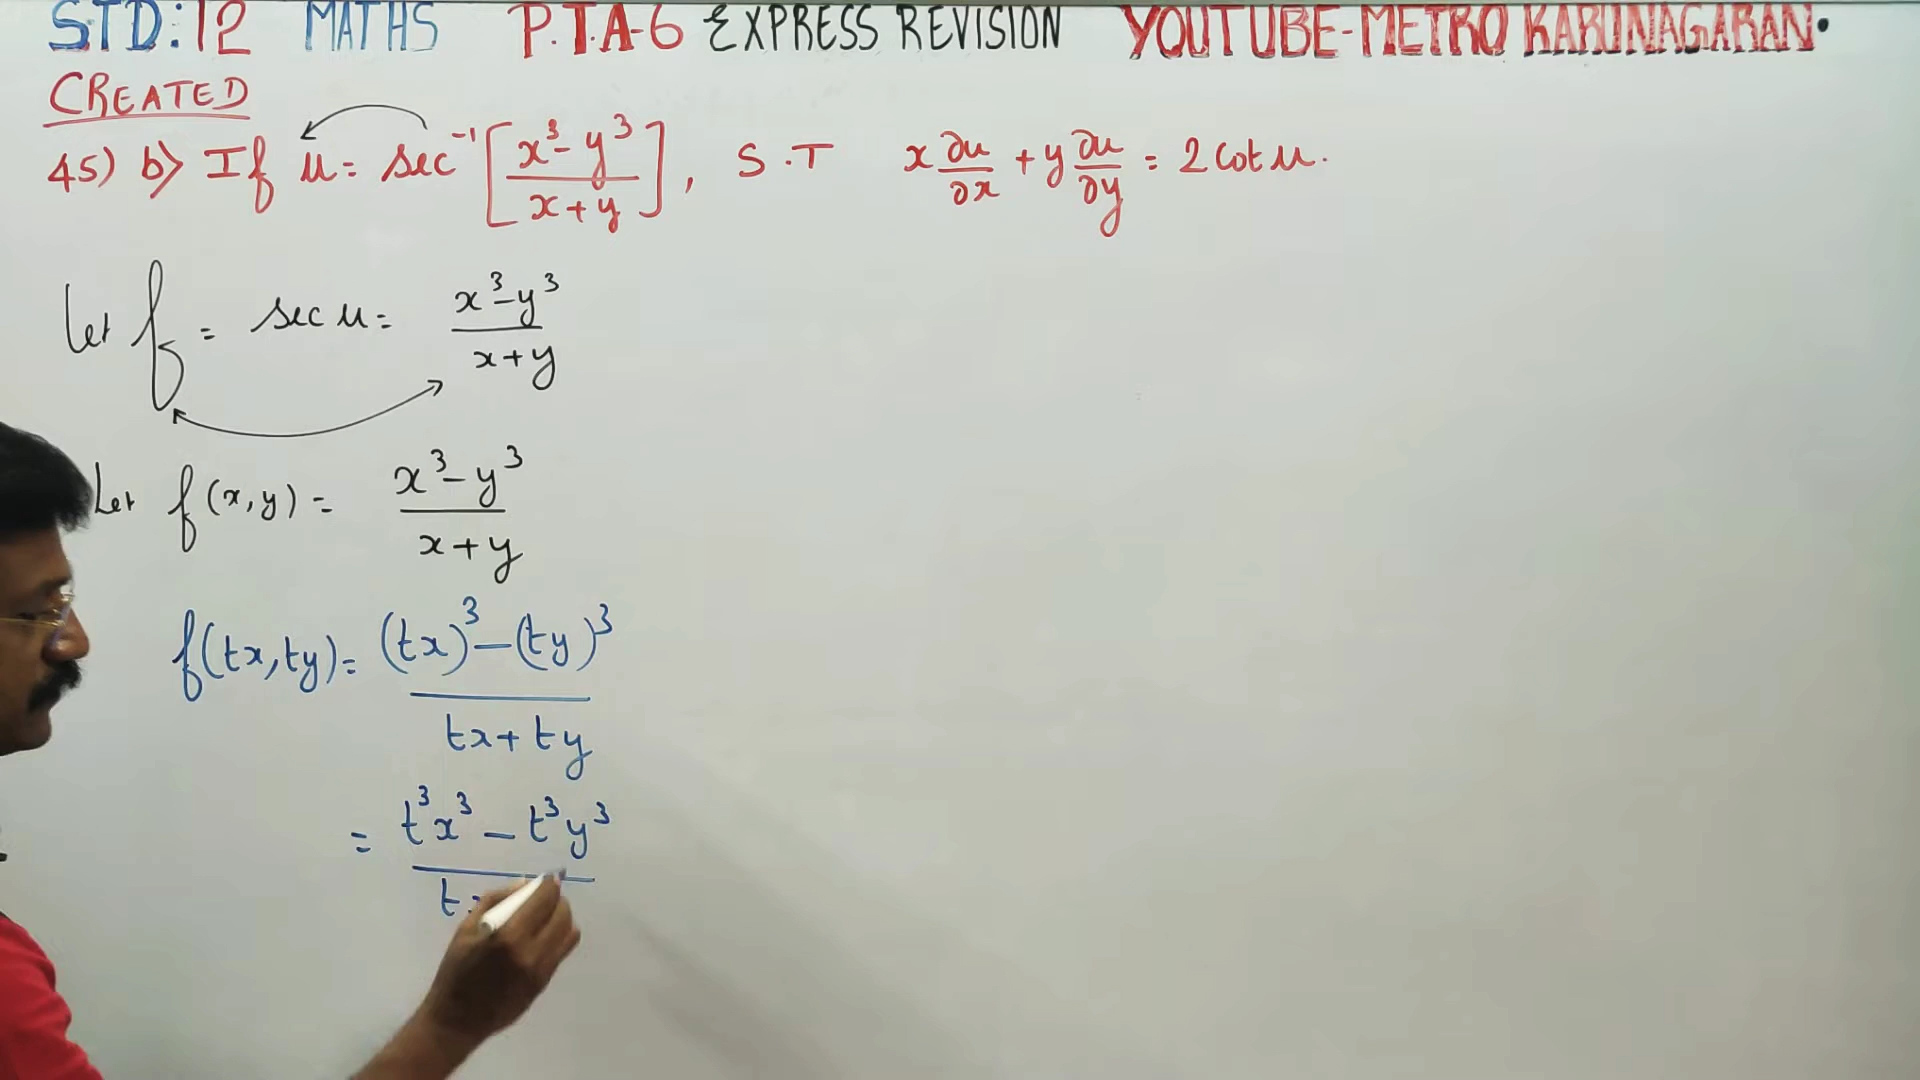 STD:12 MATHS P.T.A-6 EXPRESS REVISION YOUTUBE-METRO KARUNAGARAN.
CREATED
45) b) If u = sec⁻¹[(x³-y³)/(x+y)], S.T x ∂u/∂x + y ∂u/∂y = 2 cot u.
Let f = sec u = (x³-y³)/(x+y)
Let f(x,y) = (x³-y³)/(x+y)
f(tx,ty) = ((tx)³-(ty)³)/(tx+ty)
= (t³x³ - t³y³)/t